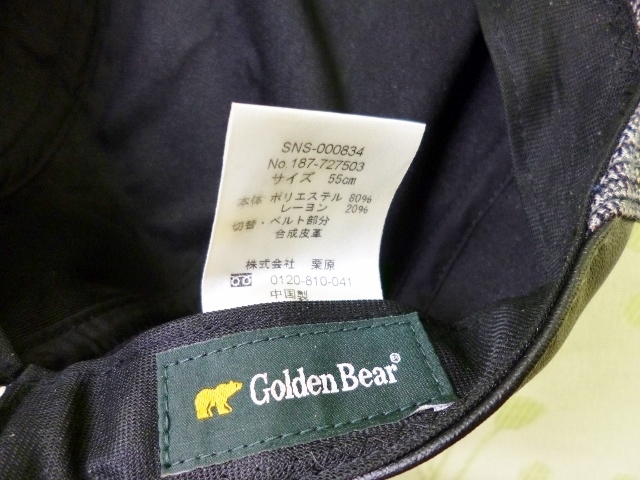 SNS-000834
No.187-727503
サイズ 55cm
本体 ポリエステル 80%
レーヨン 20%
切替・ベルト部分
合成皮革
株式会社 栗原
0120-810-041
中国製
Golden Bear®